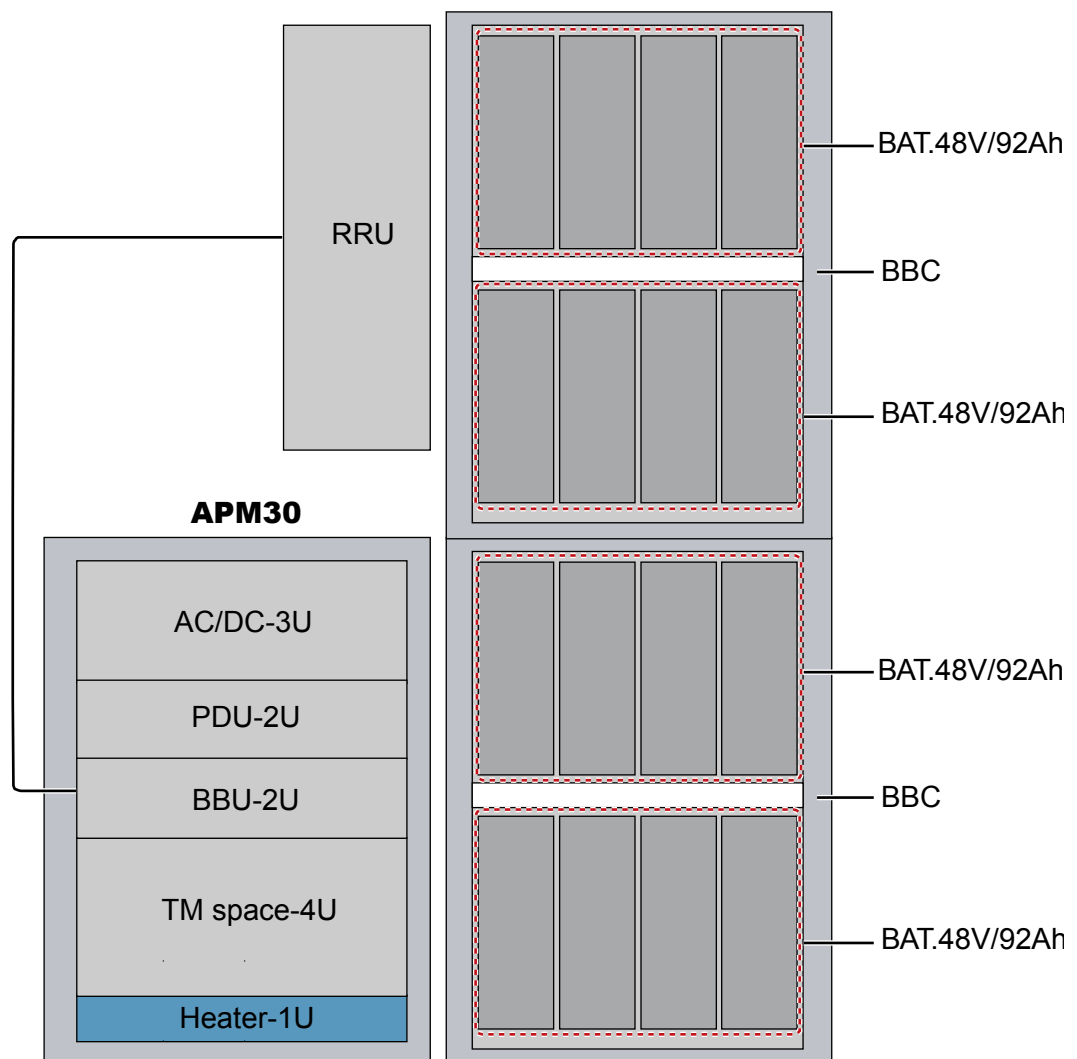 RRU
BAT.48V/92Ah
BBC
BAT.48V/92Ah
APM30
AC/DC-3U
PDU-2U
BBU-2U
TM space-4U
Heater-1U
BAT.48V/92Ah
BBC
BAT.48V/92Ah